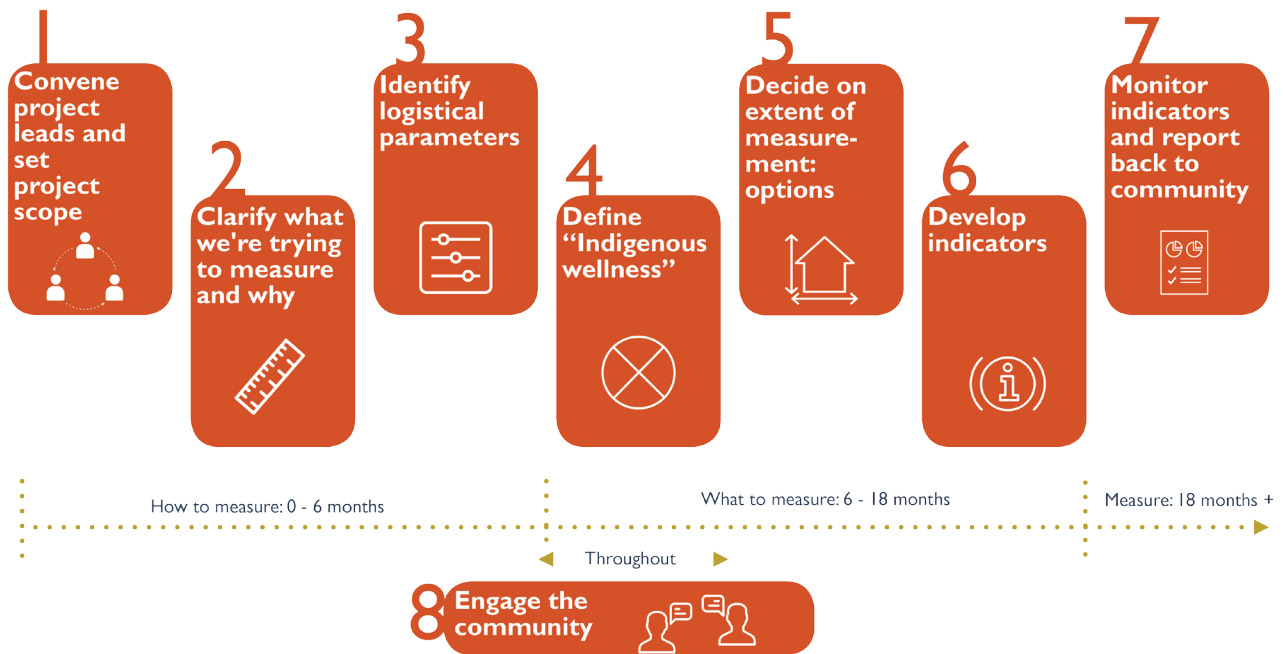 1
Convene
project
leads and
set
project
scope
2
Clarify what
we're trying
to measure
and why
3
Identify
logistical
parameters
4
Define
“Indigenous
wellness”
5
Decide on
extent of
measure-
ment:
options
6
Develop
indicators
7
Monitor
indicators
and report
back to
community
How to measure: 0 - 6 months
What to measure: 6 - 18 months
Measure: 18 months +
Throughout
8
Engage the
community